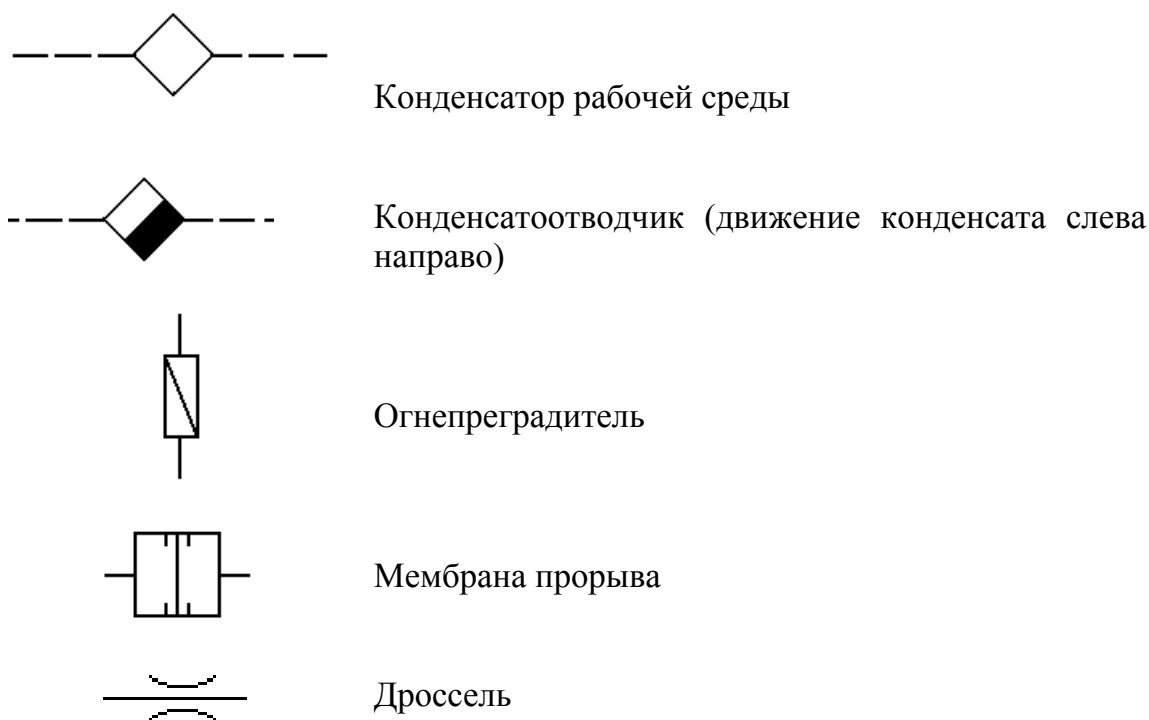 Конденсатор рабочей среды
Конденсатоотводчик (движение конденсата слева
направо)
Огнепреградитель
Мембрана прорыва
Дроссель